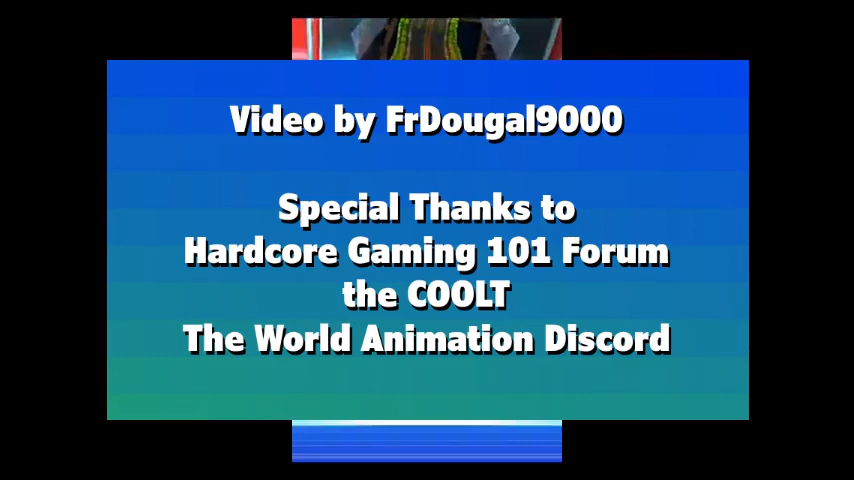 Video by FrDougal9000
Special Thanks to
Hardcore Gaming 101 Forum
the COOLT
The World Animation Discord